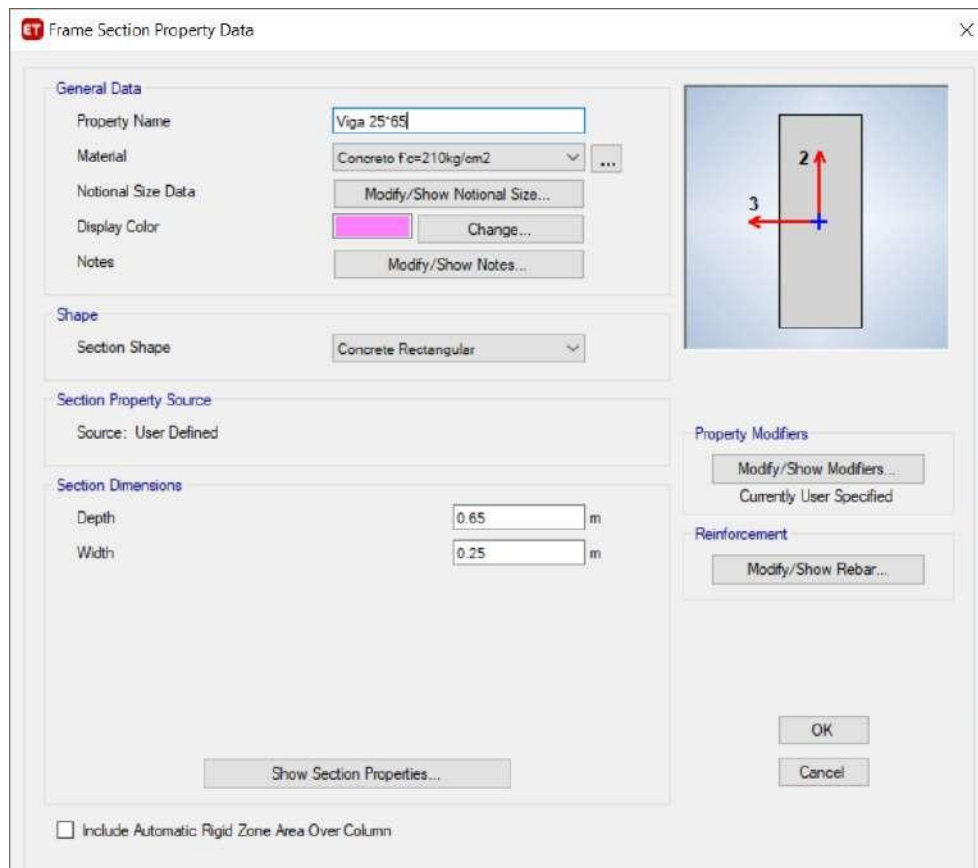 ET Frame Section Property Data
General Data
Property Name Viga 25*65
Material Concreto f'c=210kg/cm2 ...
Notional Size Data Modify/Show Notional Size...
Display Color Change...
Notes Modify/Show Notes...
Shape
Section Shape Concrete Rectangular
Section Property Source
Source: User Defined
Section Dimensions
Depth 0.65 m
Width 0.25 m
Show Section Properties...
Include Automatic Rigid Zone Area Over Column
2
3
Property Modifiers
Modify/Show Modifiers...
Currently User Specified
Reinforcement
Modify/Show Rebar...
OK
Cancel